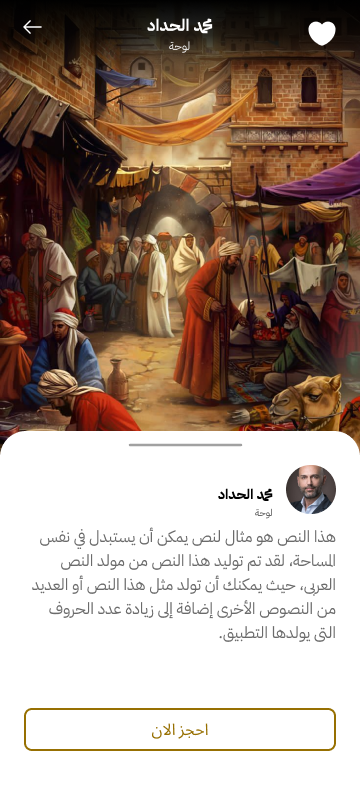 محمد الحداد
لوحة
محمد الحداد
لوحة
هذا النص هو مثال لنص يمكن أن يستبدل في نفس
المساحة، لقد تم توليد هذا النص من مولد النص
العربى، حيث يمكنك أن تولد مثل هذا النص أو العديد
من النصوص الأخرى إضافة إلى زيادة عدد الحروف
التى يولدها التطبيق.
احجز الان